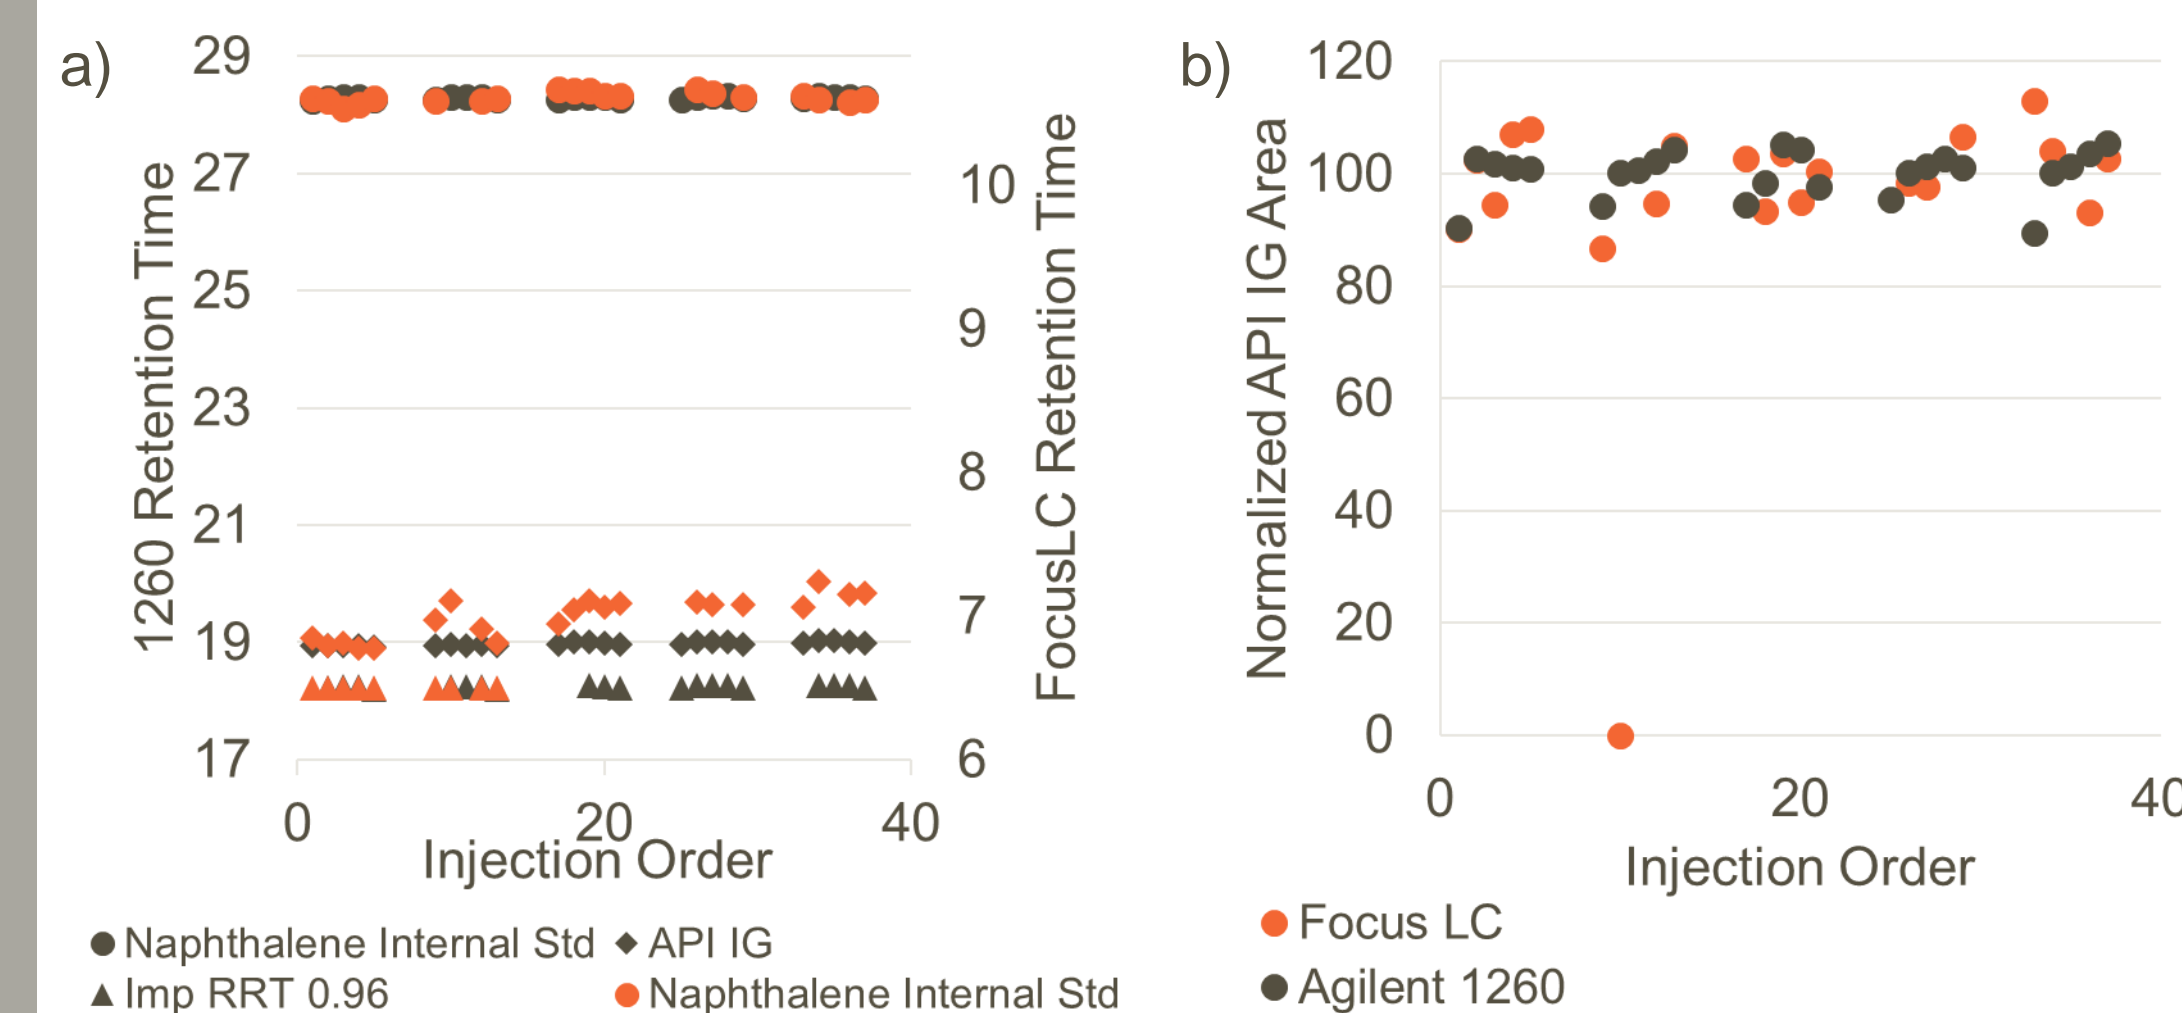 a)
29
27
25
23
21
19
17
1260 Retention Time
10
9
8
7
6
FocusLC Retention Time
0 20 40
Injection Order
Naphthalene Internal Std API IG
Imp RRT 0.96 Naphthalene Internal Std
b)
120
100
80
60
40
20
0
Normalized API IG Area
0 20 40
Injection Order
Focus LC
Agilent 1260